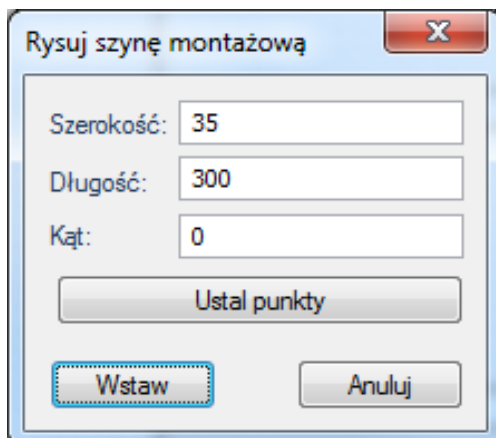 Rysuj szynę montażową
Szerokość: 35
Długość: 300
Kąt: 0
Ustal punkty
Wstaw Anuluj